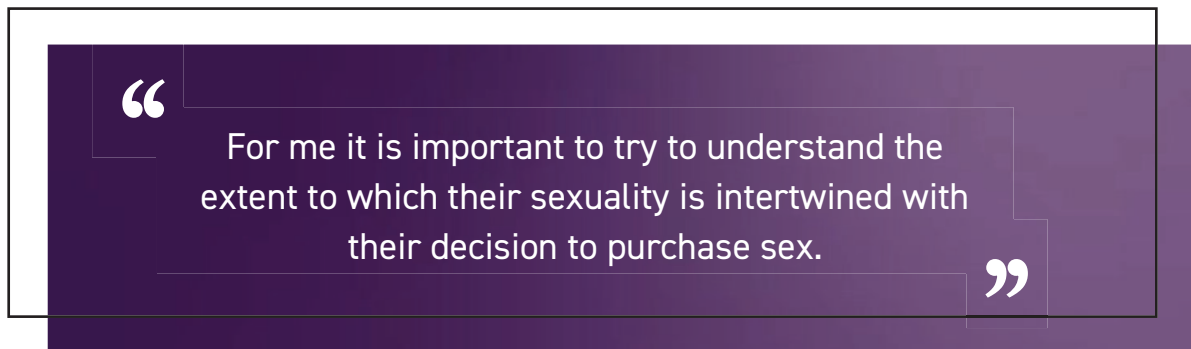 “
For me it is important to try to understand the
extent to which their sexuality is intertwined with
their decision to purchase sex.
”